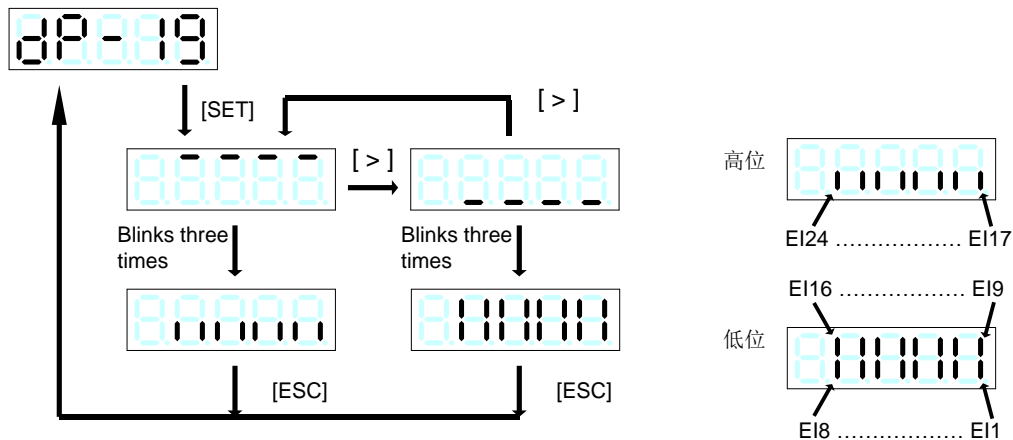 dP-19
[SET]
[ > ]
[ > ]
Blinks three
times
Blinks three
times
[ESC]
[ESC]
高位
EI24 .................. EI17
EI16 .................. EI9
低位
EI8 .................. EI1